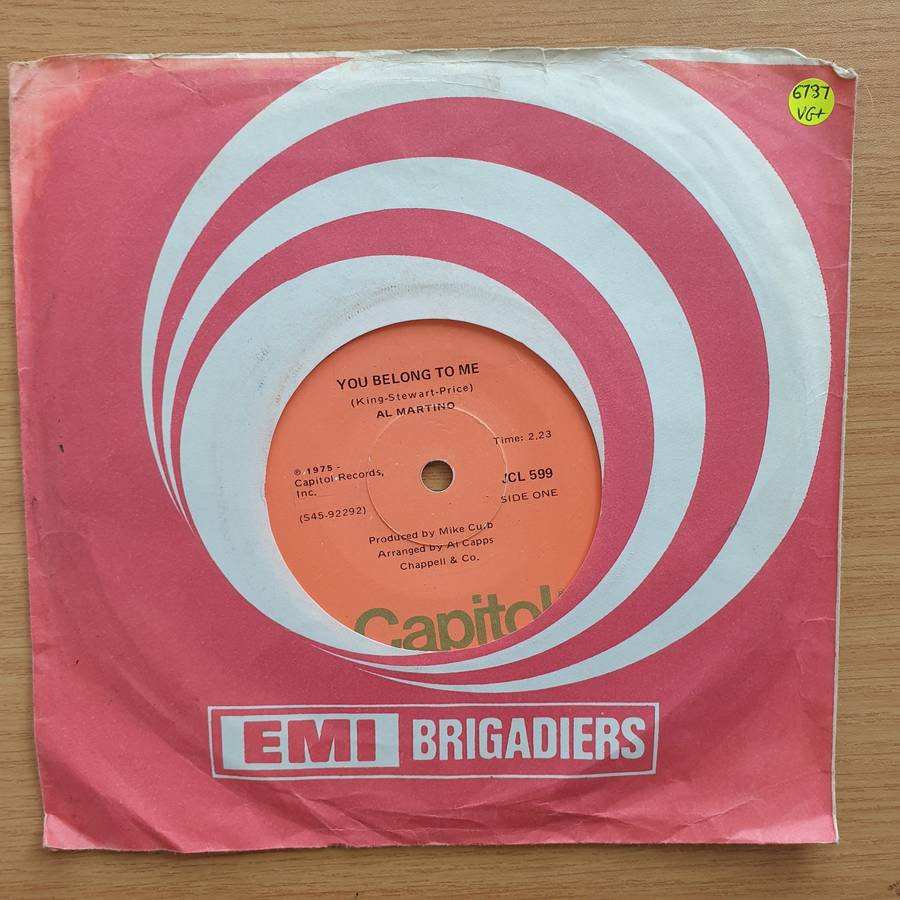 6737
VG+
YOU BELONG TO ME
(King-Stewart-Price)
AL MARTINO
Time: 2.23
℗ 1975 -
Capitol Records,
Inc.
JCL 599
SIDE ONE
(S45-92292)
Produced by Mike Curb
Arranged by Al Capps
Chappell & Co.
Capitol
EMI BRIGADIERS